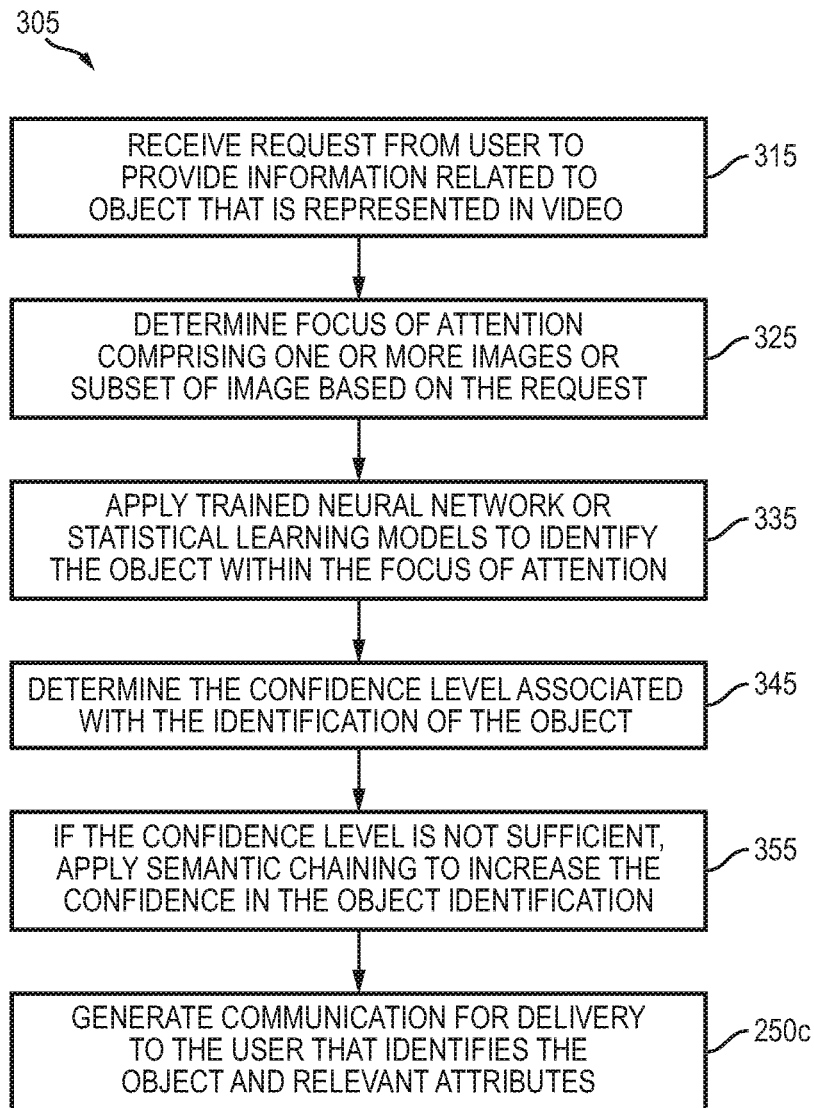 305
RECEIVE REQUEST FROM USER TO
PROVIDE INFORMATION RELATED TO
OBJECT THAT IS REPRESENTED IN VIDEO
315
DETERMINE FOCUS OF ATTENTION
COMPRISING ONE OR MORE IMAGES OR
SUBSET OF IMAGE BASED ON THE REQUEST
325
APPLY TRAINED NEURAL NETWORK OR
STATISTICAL LEARNING MODELS TO IDENTIFY
THE OBJECT WITHIN THE FOCUS OF ATTENTION
335
DETERMINE THE CONFIDENCE LEVEL ASSOCIATED
WITH THE IDENTIFICATION OF THE OBJECT
345
IF THE CONFIDENCE LEVEL IS NOT SUFFICIENT,
APPLY SEMANTIC CHAINING TO INCREASE THE
CONFIDENCE IN THE OBJECT IDENTIFICATION
355
GENERATE COMMUNICATION FOR DELIVERY
TO THE USER THAT IDENTIFIES THE
OBJECT AND RELEVANT ATTRIBUTES
250c